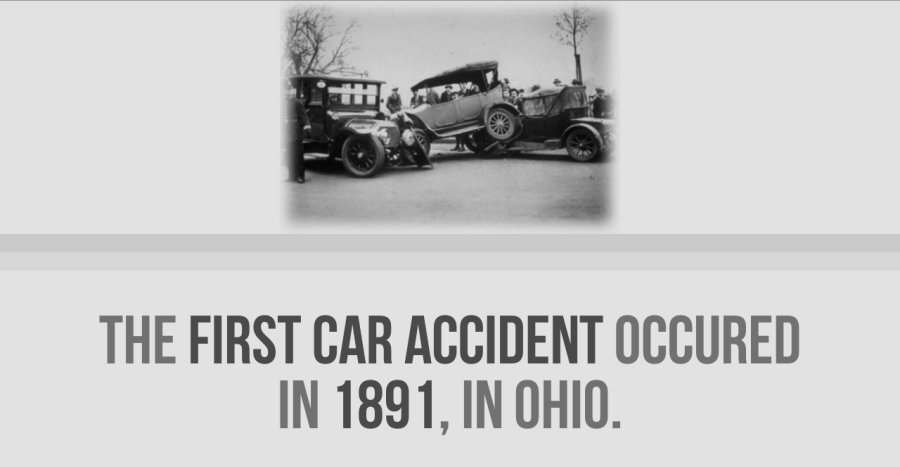 THE FIRST CAR ACCIDENT OCCURED
IN 1891, IN OHIO.